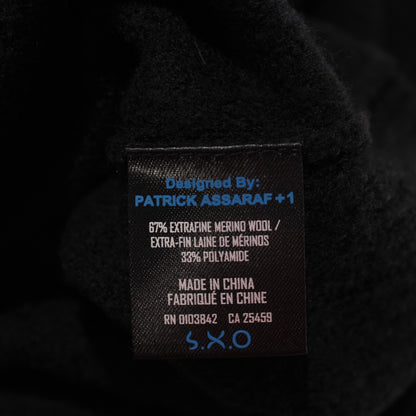 Designed By:
PATRICK ASSARAF +1
67% EXTRAFINE MERINO WOOL /
EXTRA-FIN LAINE DE MÉRINOS
33% POLYAMIDE
MADE IN CHINA
FABRIQUÉ EN CHINE
RN 0103842 CA 25459
S.X.O